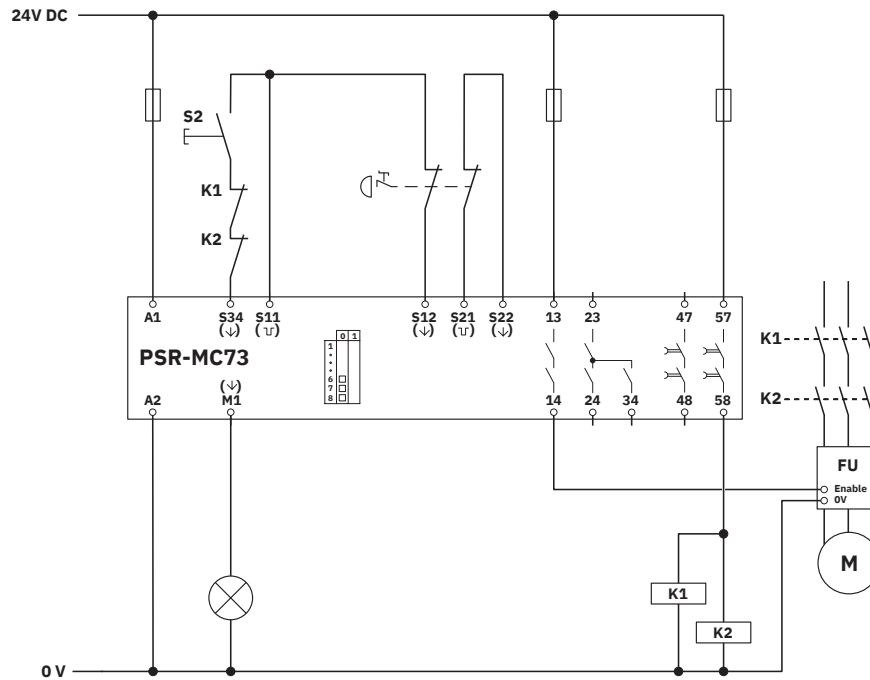 24V DC
S2
K1
K2
A1 S34 S11 S12 S21 S22 13 23 47 57
(↓) (↓) (↓)
PSR-MC73
0 1
1
6
7
8
K1
(↓)
A2 M1 14 24 34 48 58
K2
FU
Enable
0V
M
K1
K2
0 V